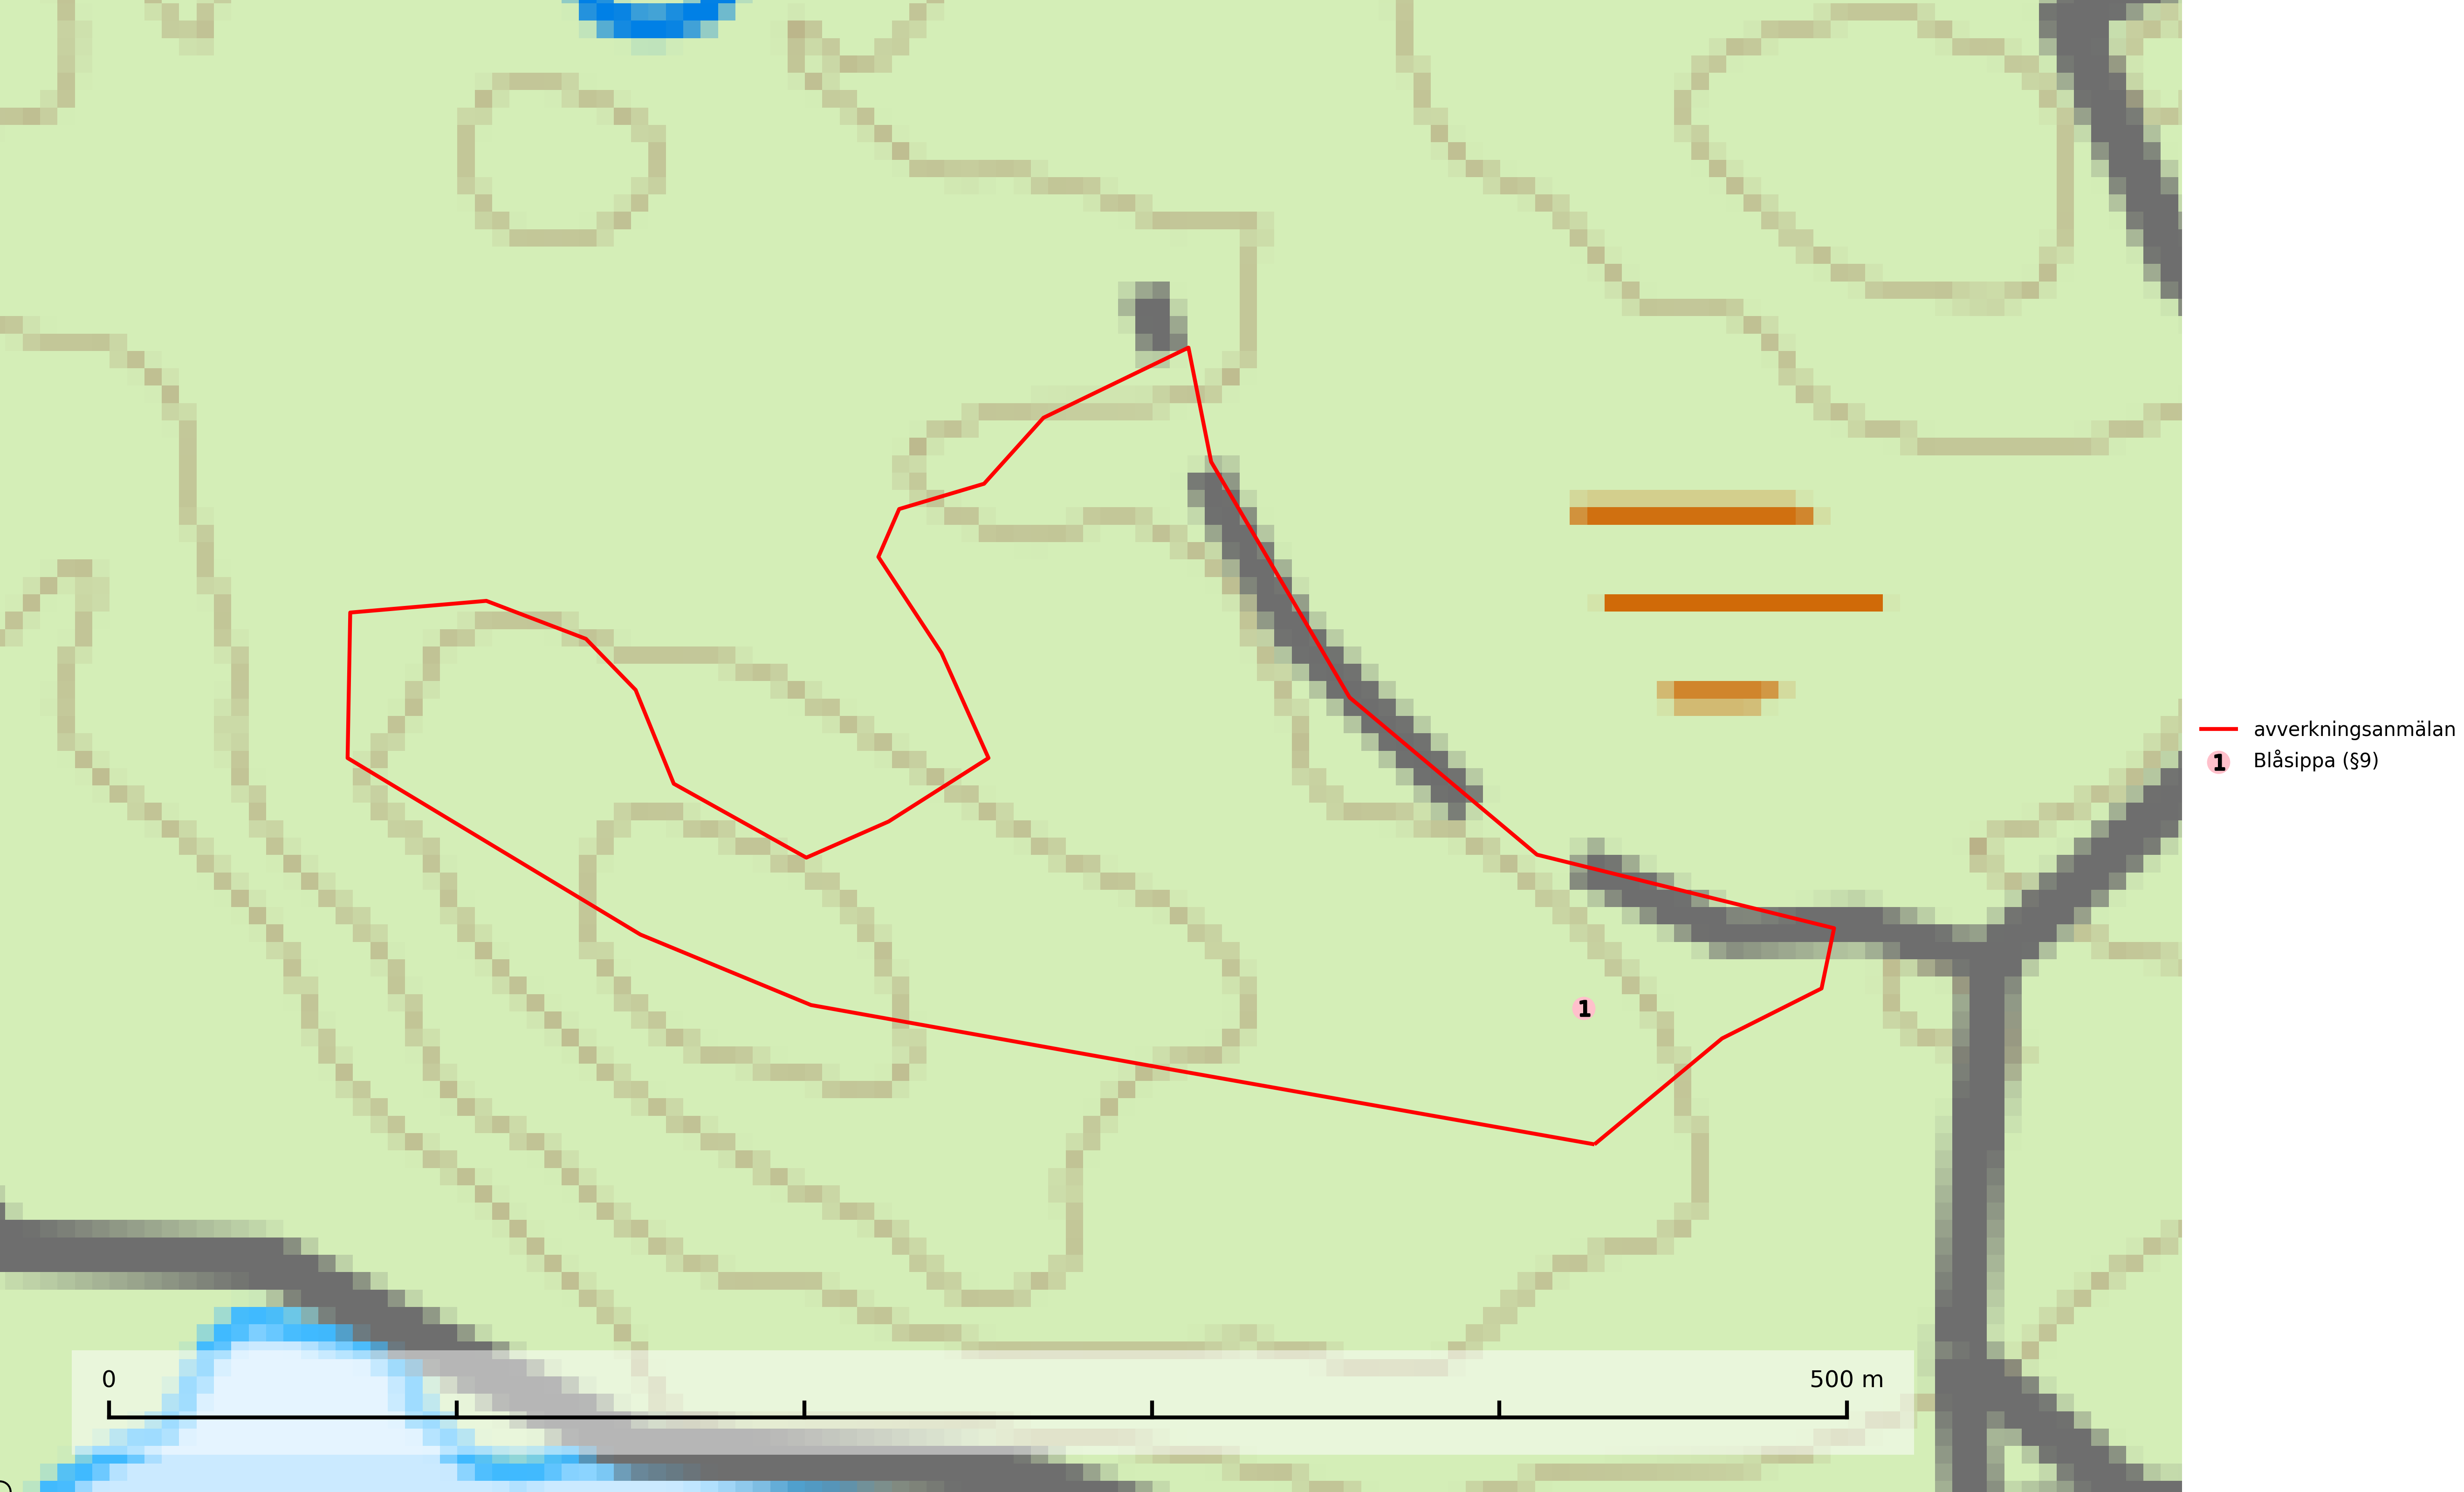 avverkningsanmälan
1 Blåsippa (§9)
1
0 500 m